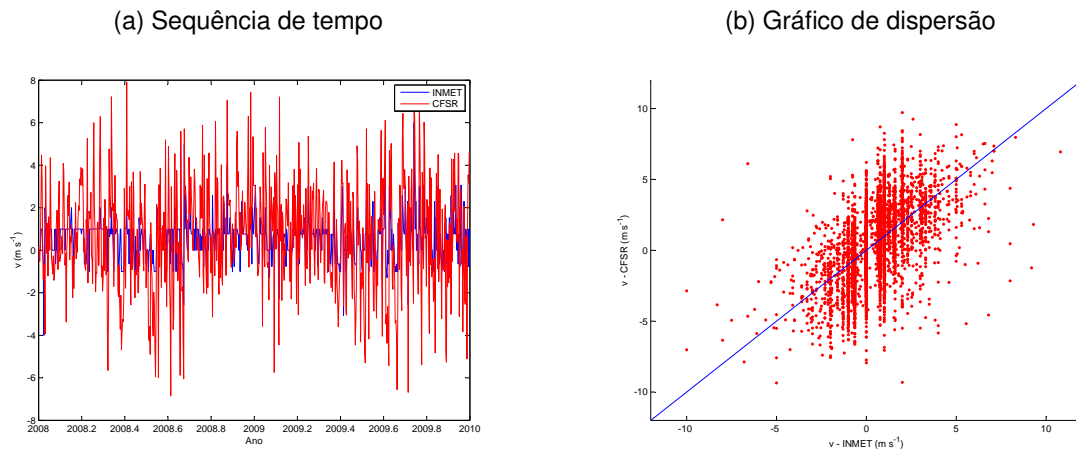 (a) Sequência de tempo
(b) Gráfico de dispersão
8
6
4
2
0
-2
-4
-6
-8
v (m s⁻¹)
INMET
CFSR
2008 2008.2 2008.4 2008.6 2008.8 2009 2009.2 2009.4 2009.6 2009.8 2010
Ano
10
5
0
-5
-10
v - CFSR (m s⁻¹)
-10 -5 0 5 10
v - INMET (m s⁻¹)